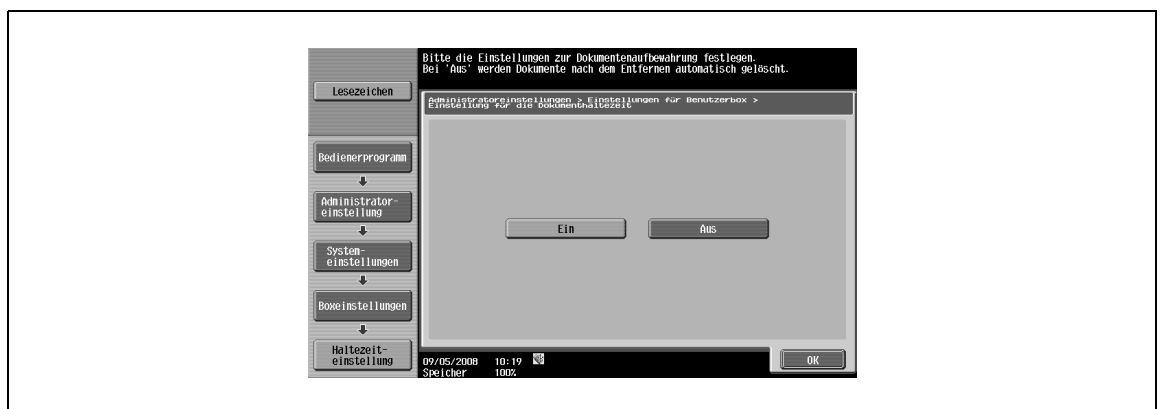 Bitte die Einstellungen zur Dokumentenaufbewahrung festlegen.
Bei 'Aus' werden Dokumente nach dem Entfernen automatisch gelöscht.
Lesezeichen
Administratoreinstellungen > Einstellungen für Benutzerbox >
Einstellung für die Dokumenthaltezeit
Bedienerprogramm
Administrator-
einstellung
System-
einstellungen
Boxeinstellungen
Haltezeit-
einstellung
Ein
Aus
09/05/2008 10:19
Speicher 100%
OK